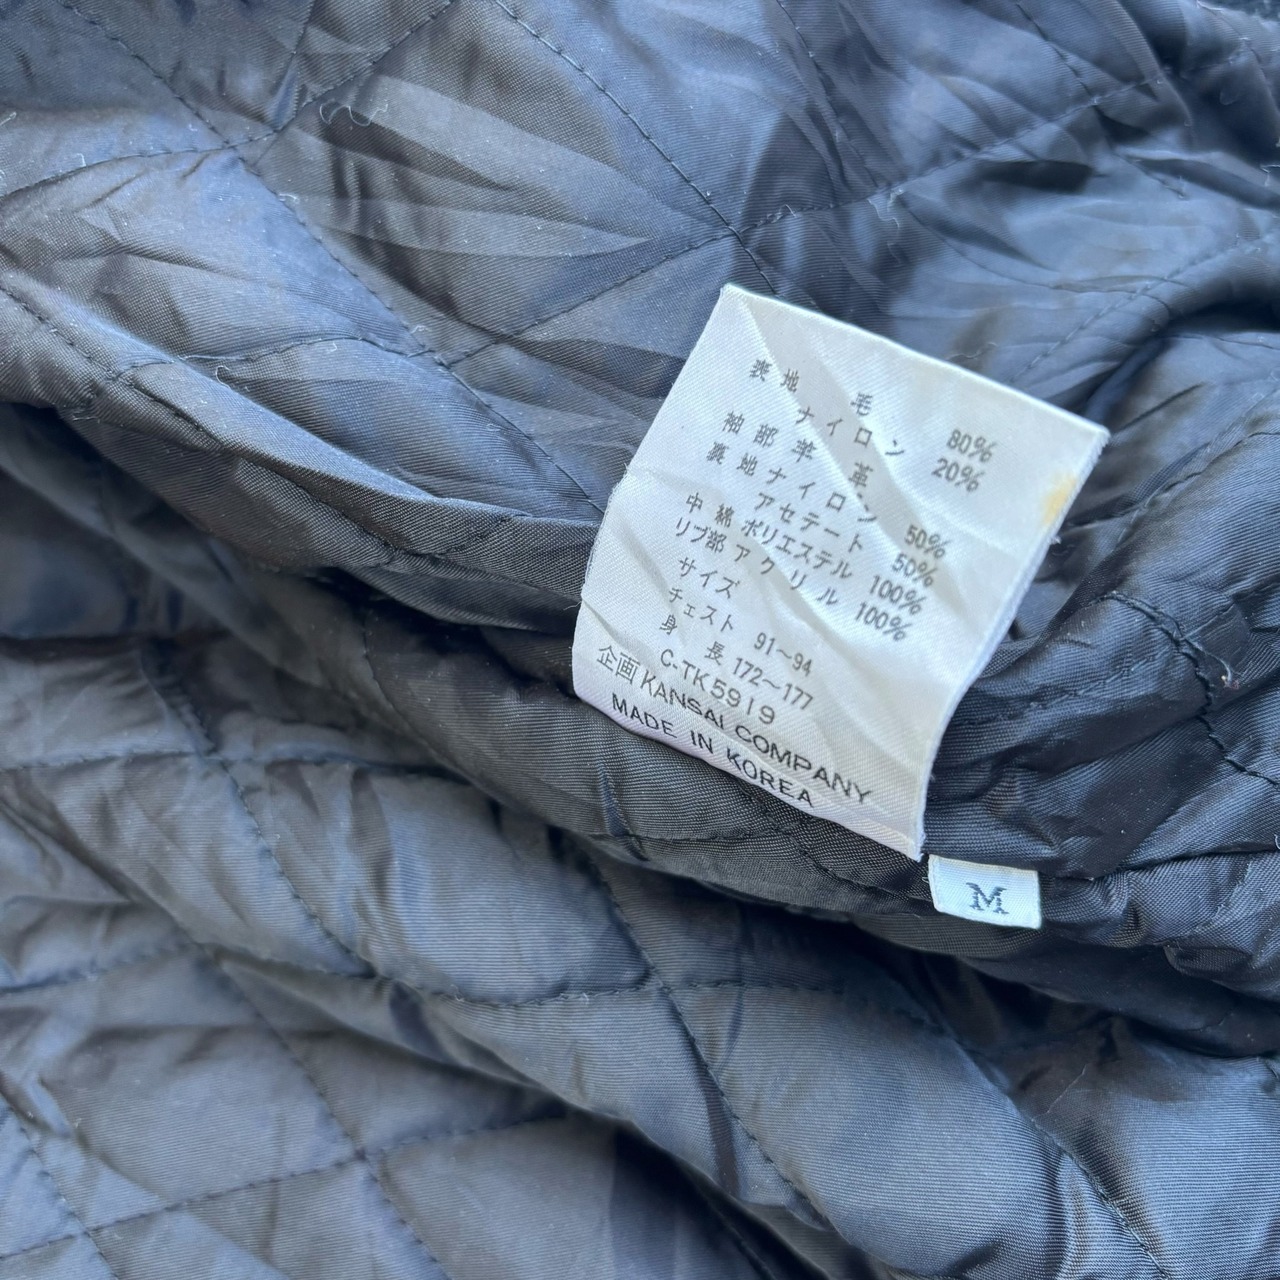 表地 毛 80%
ナイロン 20%
袖部 羊革
裏地 ナイロン 50%
アセテート 50%
中綿 ポリエステル 100%
リブ部 アクリル 100%
サイズ
チェスト 91〜94
身長 172〜177
C-TK5919
企画 KANSAI COMPANY
MADE IN KOREA
M